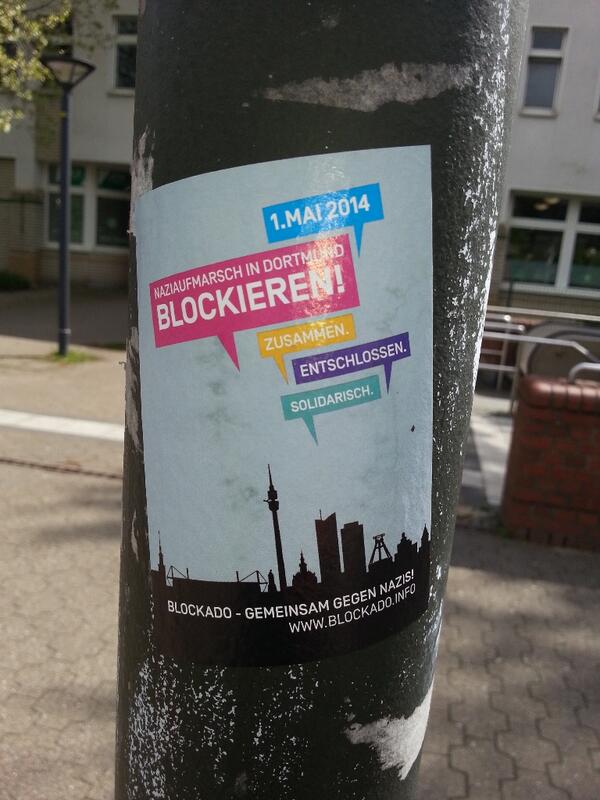 1.MAI 2014
NAZIAUFMARSCH IN DORTMUND
BLOCKIEREN!
ZUSAMMEN.
ENTSCHLOSSEN.
SOLIDARISCH.
BLOCKADO - GEMEINSAM GEGEN NAZIS!
WWW.BLOCKADO.INFO